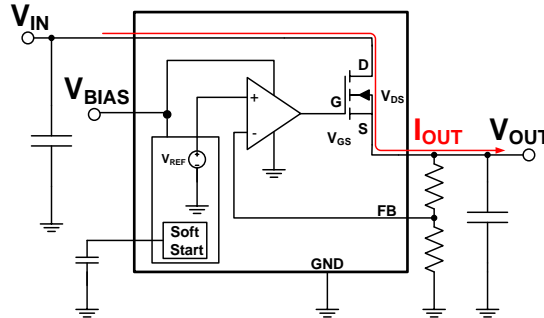 VIN
D
VBIAS
G
VDS
+
-
S
VGS
IOUT
VOUT
+
-
VREF
FB
Soft
Start
GND